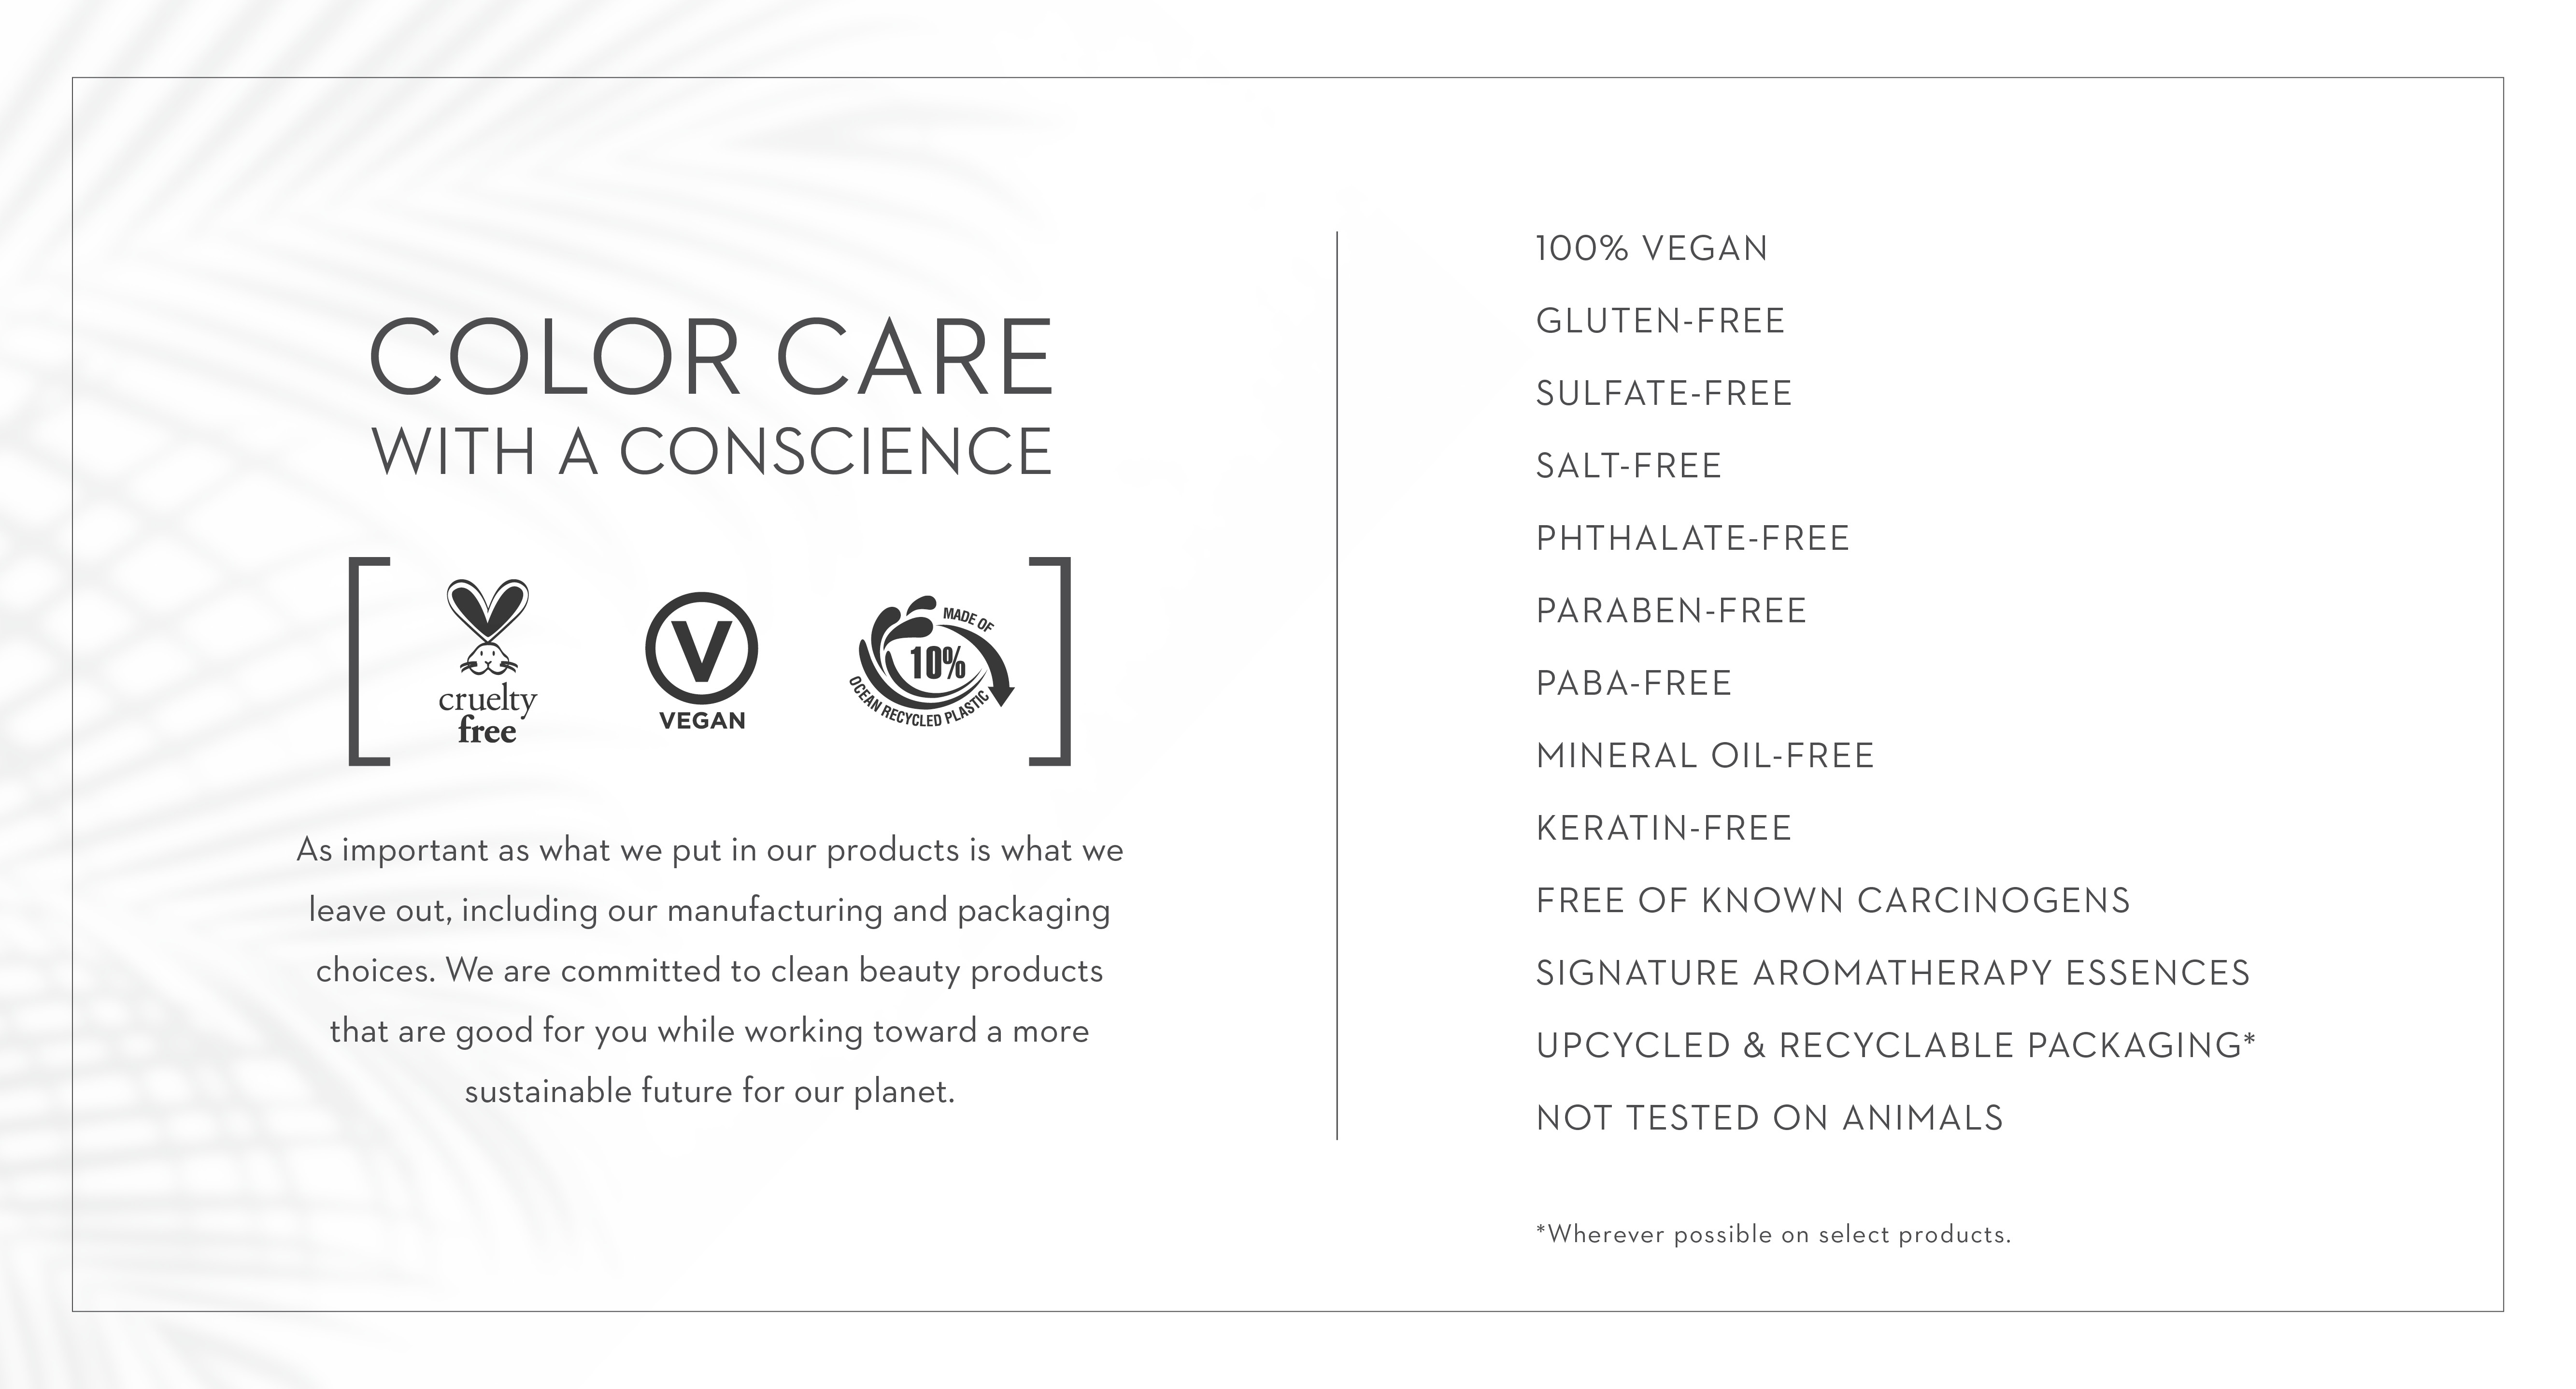 COLOR CARE
WITH A CONSCIENCE
cruelty
free
V
VEGAN
MADE OF
10%
OCEAN RECYCLED PLASTIC
As important as what we put in our products is what we
leave out, including our manufacturing and packaging
choices. We are committed to clean beauty products
that are good for you while working toward a more
sustainable future for our planet.
100% VEGAN
GLUTEN-FREE
SULFATE-FREE
SALT-FREE
PHTHALATE-FREE
PARABEN-FREE
PABA-FREE
MINERAL OIL-FREE
KERATIN-FREE
FREE OF KNOWN CARCINOGENS
SIGNATURE AROMATHERAPY ESSENCES
UPCYCLED & RECYCLABLE PACKAGING*
NOT TESTED ON ANIMALS
*Wherever possible on select products.